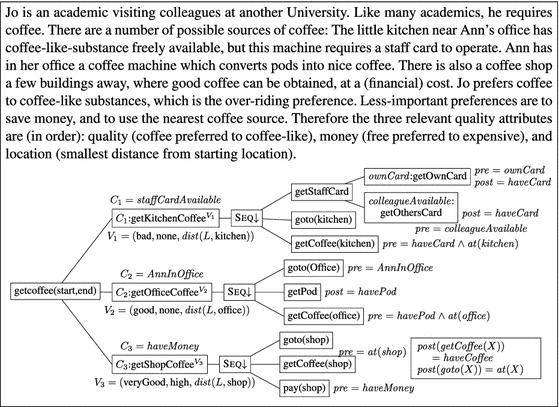 Jo is an academic visiting colleagues at another University. Like many academics, he requires
coffee. There are a number of possible sources of coffee: The little kitchen near Ann's office has
coffee-like-substance freely available, but this machine requires a staff card to operate. Ann has
in her office a coffee machine which converts pods into nice coffee. There is also a coffee shop
a few buildings away, where good coffee can be obtained, at a (financial) cost. Jo prefers coffee
to coffee-like substances, which is the over-riding preference. Less-important preferences are to
save money, and to use the nearest coffee source. Therefore the three relevant quality attributes
are (in order): quality (coffee preferred to coffee-like), money (free preferred to expensive), and
location (smallest distance from starting location).
getcoffee(start,end)
C₁ = staffCardAvailable
C₁:getKitchenCoffee^V₁
V₁ = (bad, none, dist(L, kitchen))
SEQ↓
getStaffCard
ownCard:getOwnCard
pre = ownCard
post = haveCard
colleagueAvailable:
getOthersCard
post = haveCard
pre = colleagueAvailable
goto(kitchen)
getCoffee(kitchen) pre = haveCard ∧ at(kitchen)
C₂ = AnnInOffice
C₂:getOfficeCoffee^V₂
V₂ = (good, none, dist(L, office))
SEQ↓
goto(Office) pre = AnnInOffice
getPod post = havePod
getCoffee(office) pre = havePod ∧ at(office)
C₃ = haveMoney
C₃:getShopCoffee^V₃
V₃ = (veryGood, high, dist(L, shop))
SEQ↓
goto(shop)
pre = at(shop)
getCoffee(shop)
pay(shop) pre = haveMoney
post(getCoffee(X))
= haveCoffee
post(goto(X)) = at(X)